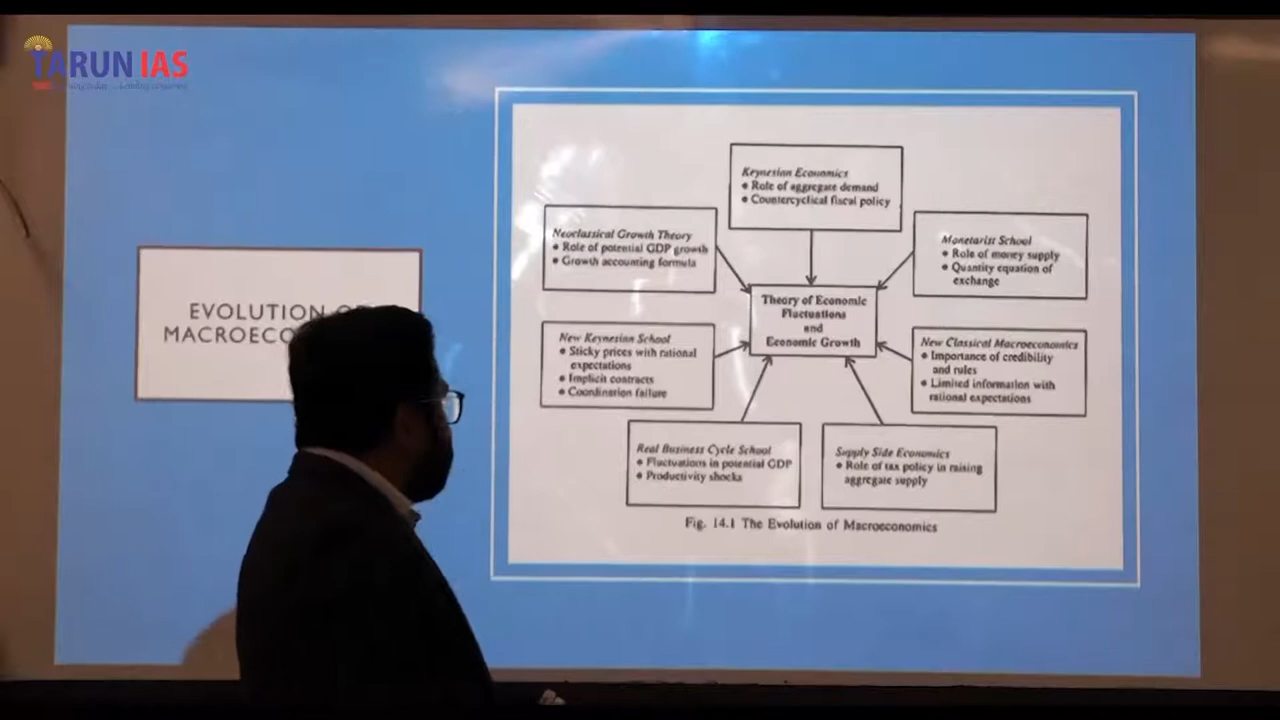 TARUN IAS
EVOLUTION
MACROECO
Keynesian Economics
• Role of aggregate demand
• Countercyclical fiscal policy
Neoclassical Growth Theory
• Role of potential GDP growth
• Growth accounting formula
Monetarist School
• Role of money supply
• Quantity equation of
exchange
Theory of Economic
Fluctuations
and
Economic Growth
New Keynesian School
• Sticky prices with rational
expectations
• Implicit contracts
• Coordination failure
New Classical Macroeconomics
• Importance of credibility
and rules
• Limited information with
rational expectations
Real Business Cycle School
• Fluctuations in potential GDP
• Productivity shocks
Supply Side Economics
• Role of tax policy in raising
aggregate supply
Fig. 14.1 The Evolution of Macroeconomics